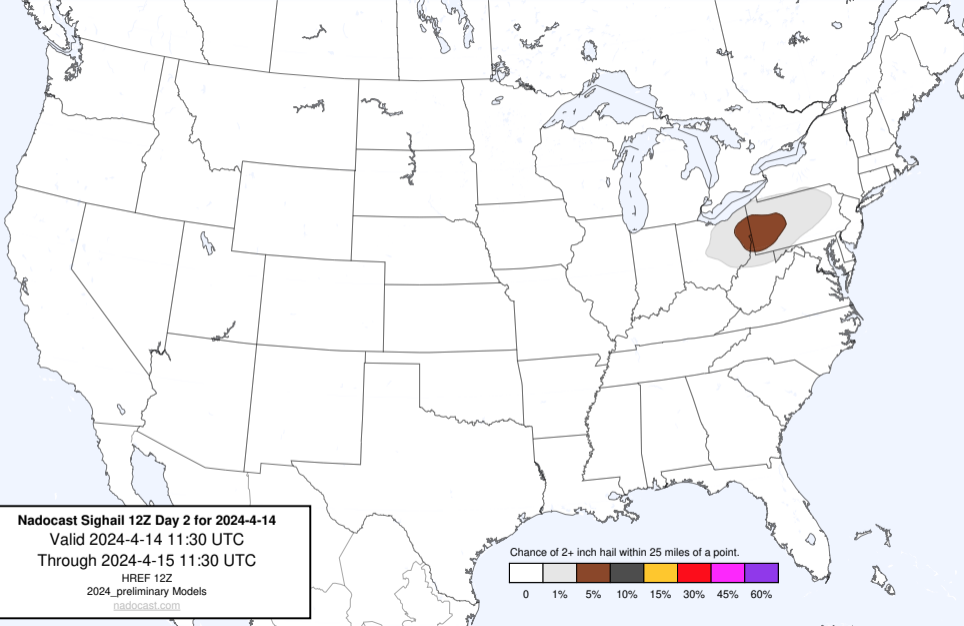 Nadocast Sighail 12Z Day 2 for 2024-4-14
Valid 2024-4-14 11:30 UTC
Through 2024-4-15 11:30 UTC
HREF 12Z
2024_preliminary Models
nadocast.com
Chance of 2+ inch hail within 25 miles of a point.
0 1% 5% 10% 15% 30% 45% 60%